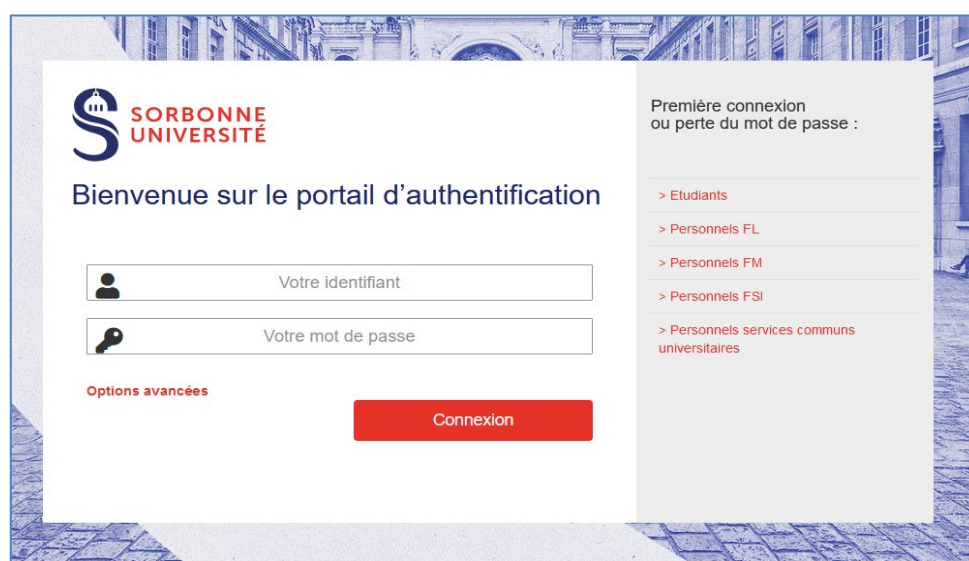 SORBONNE
UNIVERSITÉ
Bienvenue sur le portail d’authentification
Votre identifiant
Votre mot de passe
Options avancées
Connexion
Première connexion
ou perte du mot de passe :
> Etudiants
> Personnels FL
> Personnels FM
> Personnels FSI
> Personnels services communs
universitaires